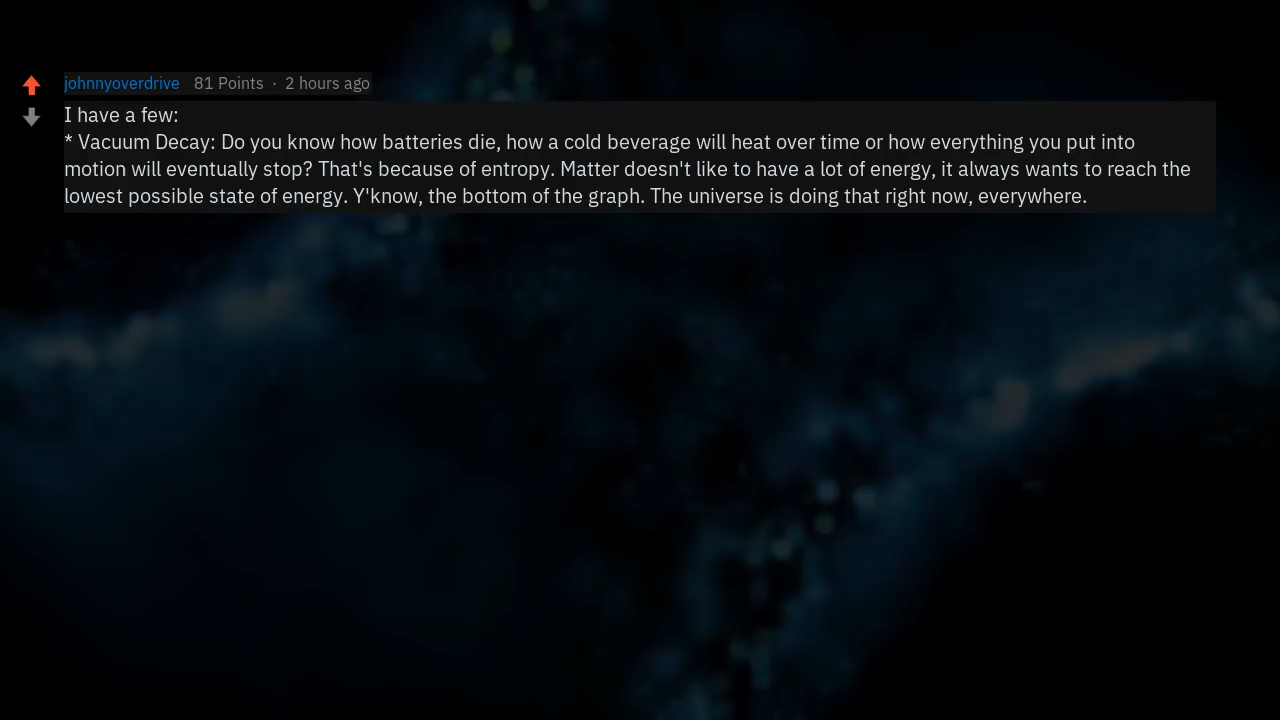 johnnyoverdrive 81 Points · 2 hours ago
I have a few:
* Vacuum Decay: Do you know how batteries die, how a cold beverage will heat over time or how everything you put into
motion will eventually stop? That's because of entropy. Matter doesn't like to have a lot of energy, it always wants to reach the
lowest possible state of energy. Y'know, the bottom of the graph. The universe is doing that right now, everywhere.